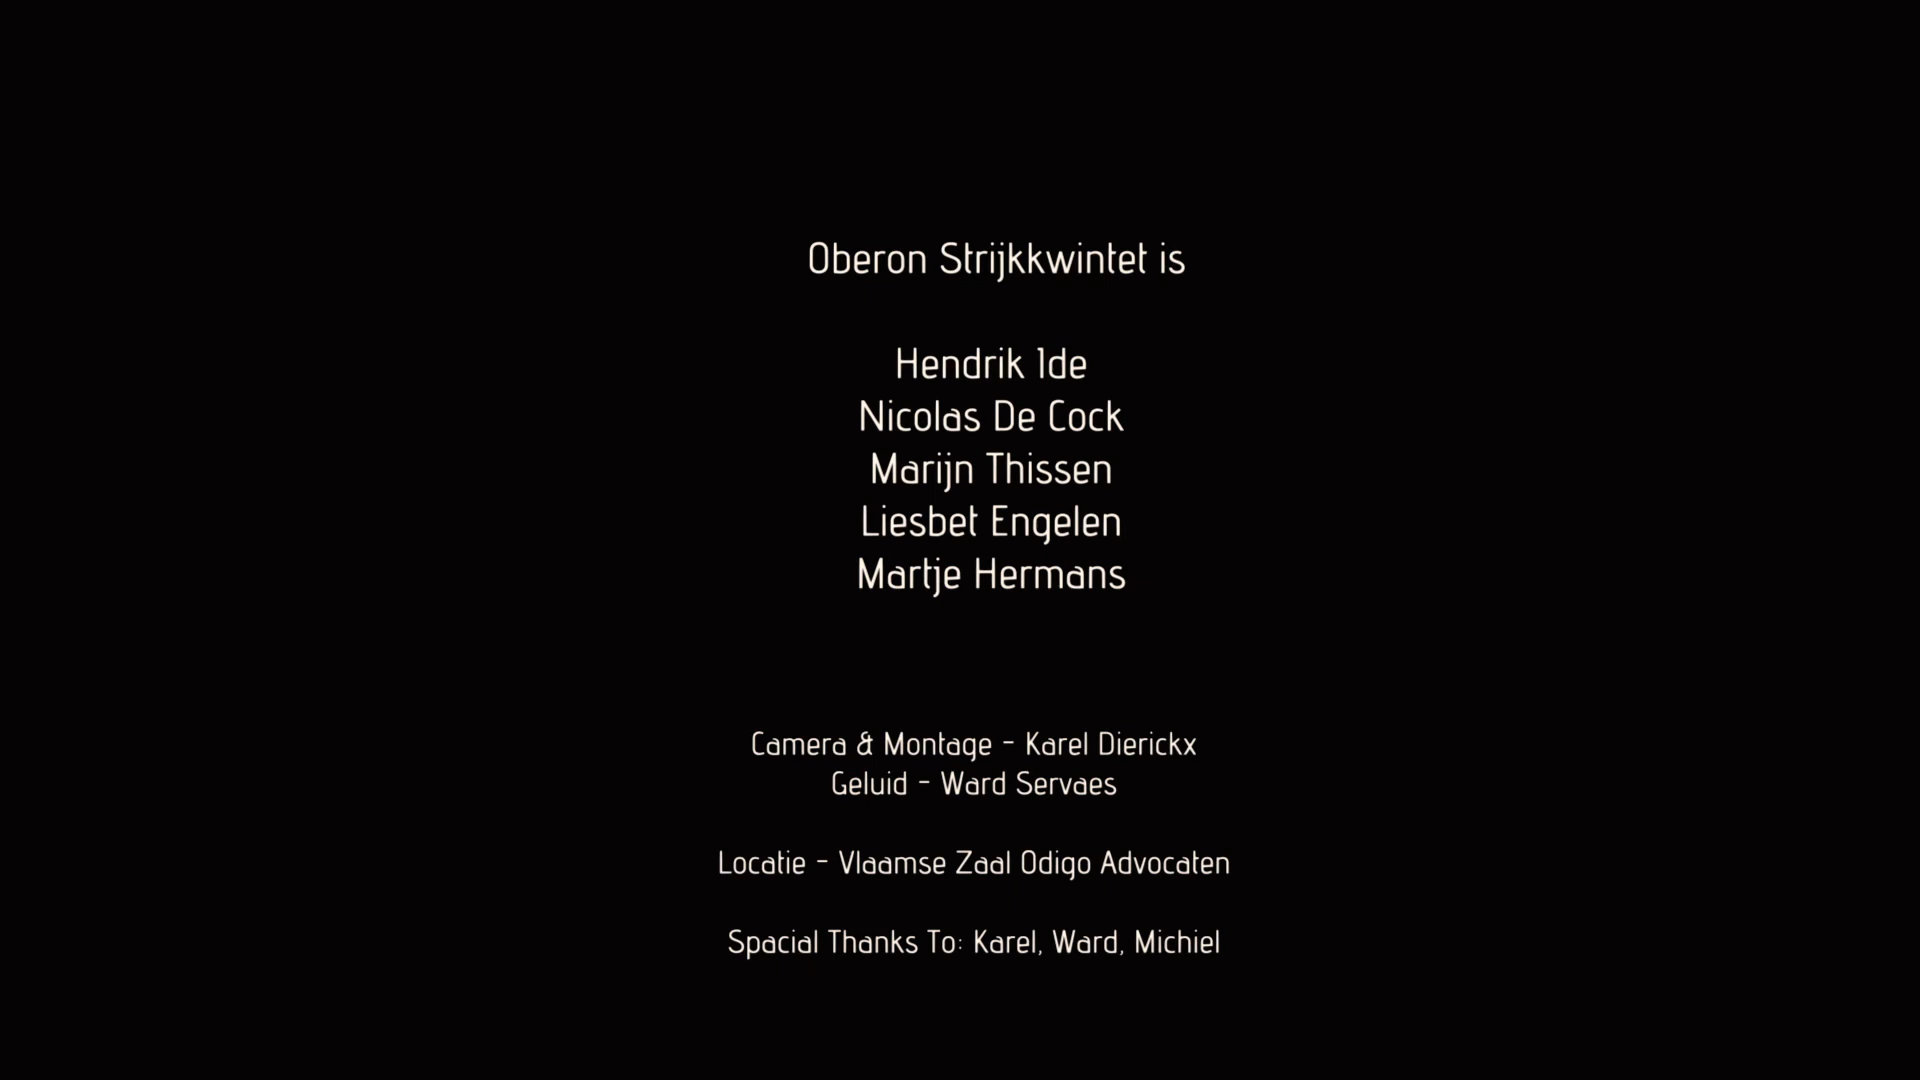 Oberon Strijkkwintet is
Hendrik Ide
Nicolas De Cock
Marijn Thissen
Liesbet Engelen
Martje Hermans
Camera & Montage - Karel Dierickx
Geluid - Ward Servaes
Locatie - Vlaamse Zaal Odigo Advocaten
Spacial Thanks To: Karel, Ward, Michiel